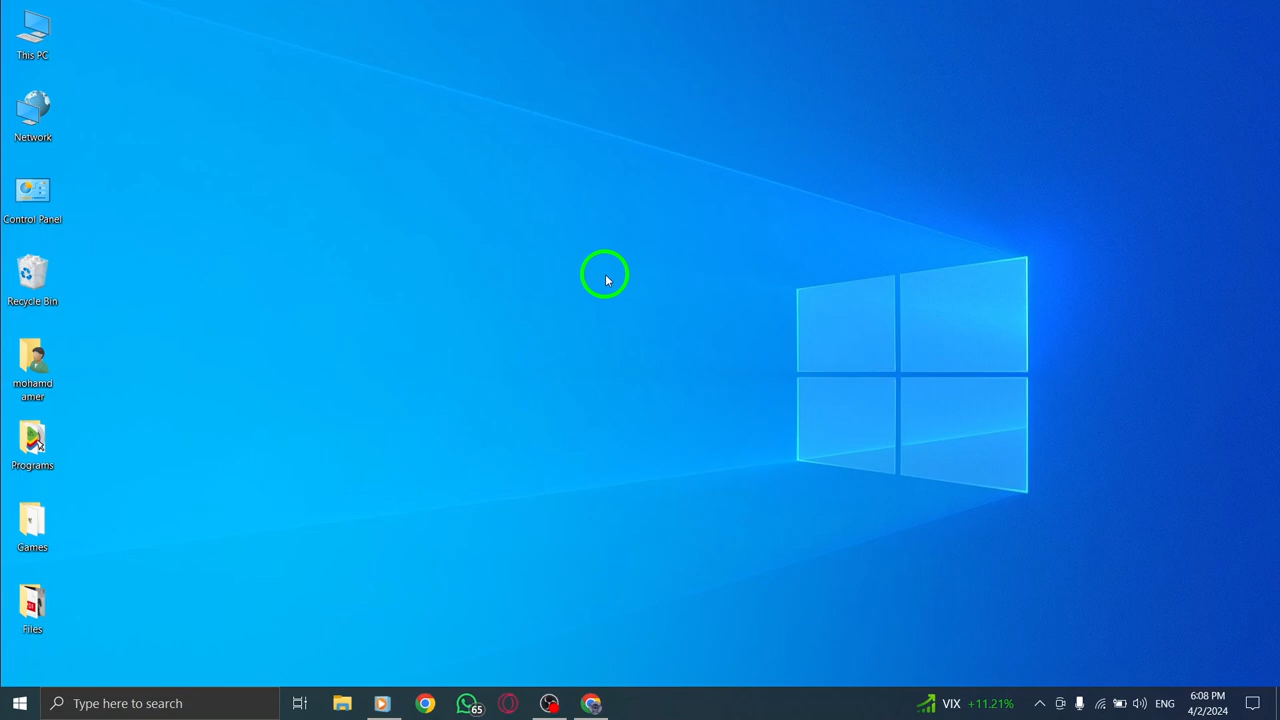 This PC
Network
Control Panel
Recycle Bin
mohamd
amer
Programs
Games
Files
Type here to search
65
VIX +11.21%
ENG
6:08 PM
4/2/2024